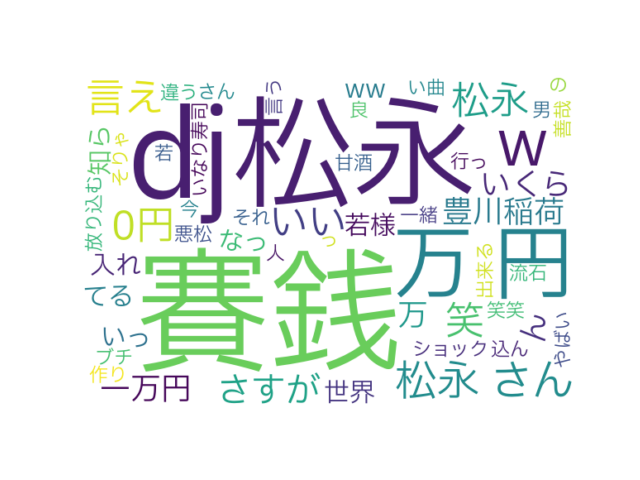 言え
違うさん
言う
ww
い曲
松永
の
良
男
善哉
dj松永
w
知ら
そりゃ
いなり寿司
若
甘酒
行っ
いくら
放り込む
今
それ
いい
若様
一緒
豊川稲荷
0円
悪松
なっ
っ
人
万
円
入れ
賽銭
出来る
流石
てる
万
笑
笑笑
ん
やばい
いっ
ブチ
ショック
込ん
作り
一万円
さすが
世界
松永
さん